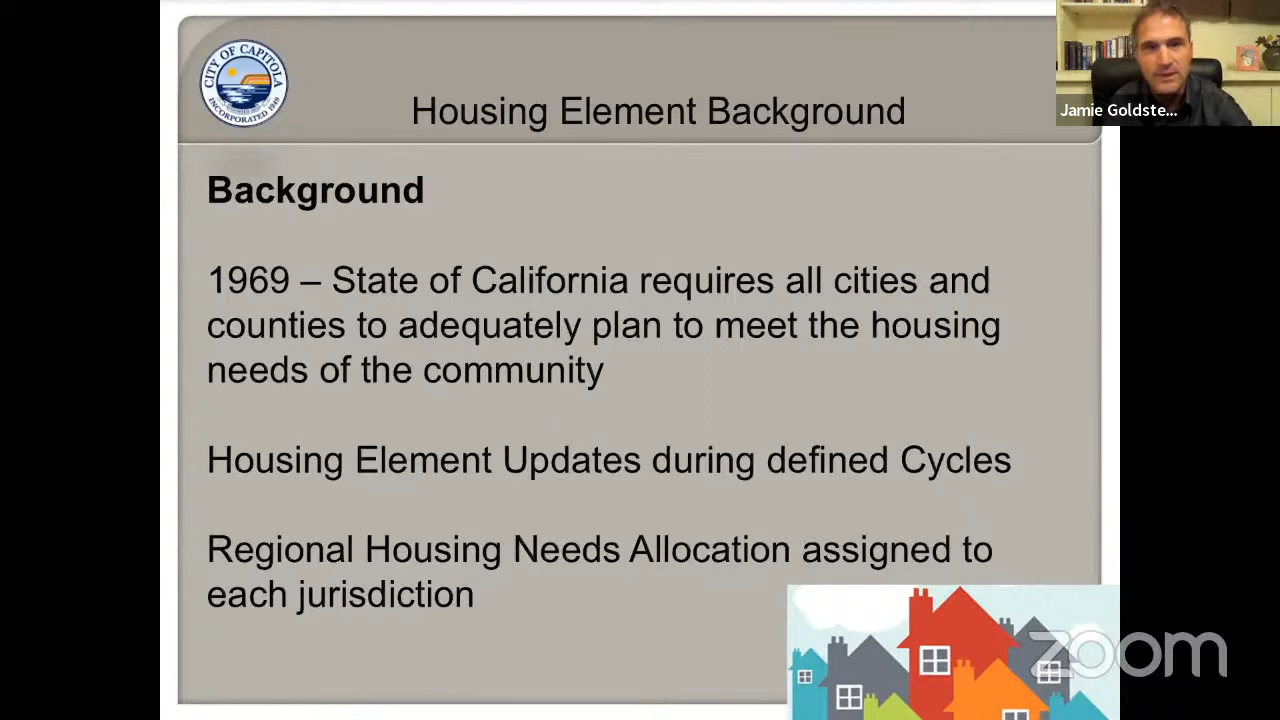 CITY OF CAPITOLA
INCORPORATED 1949
Housing Element Background
Jamie Goldste...
Background
1969 – State of California requires all cities and
counties to adequately plan to meet the housing
needs of the community
Housing Element Updates during defined Cycles
Regional Housing Needs Allocation assigned to
each jurisdiction
zoom